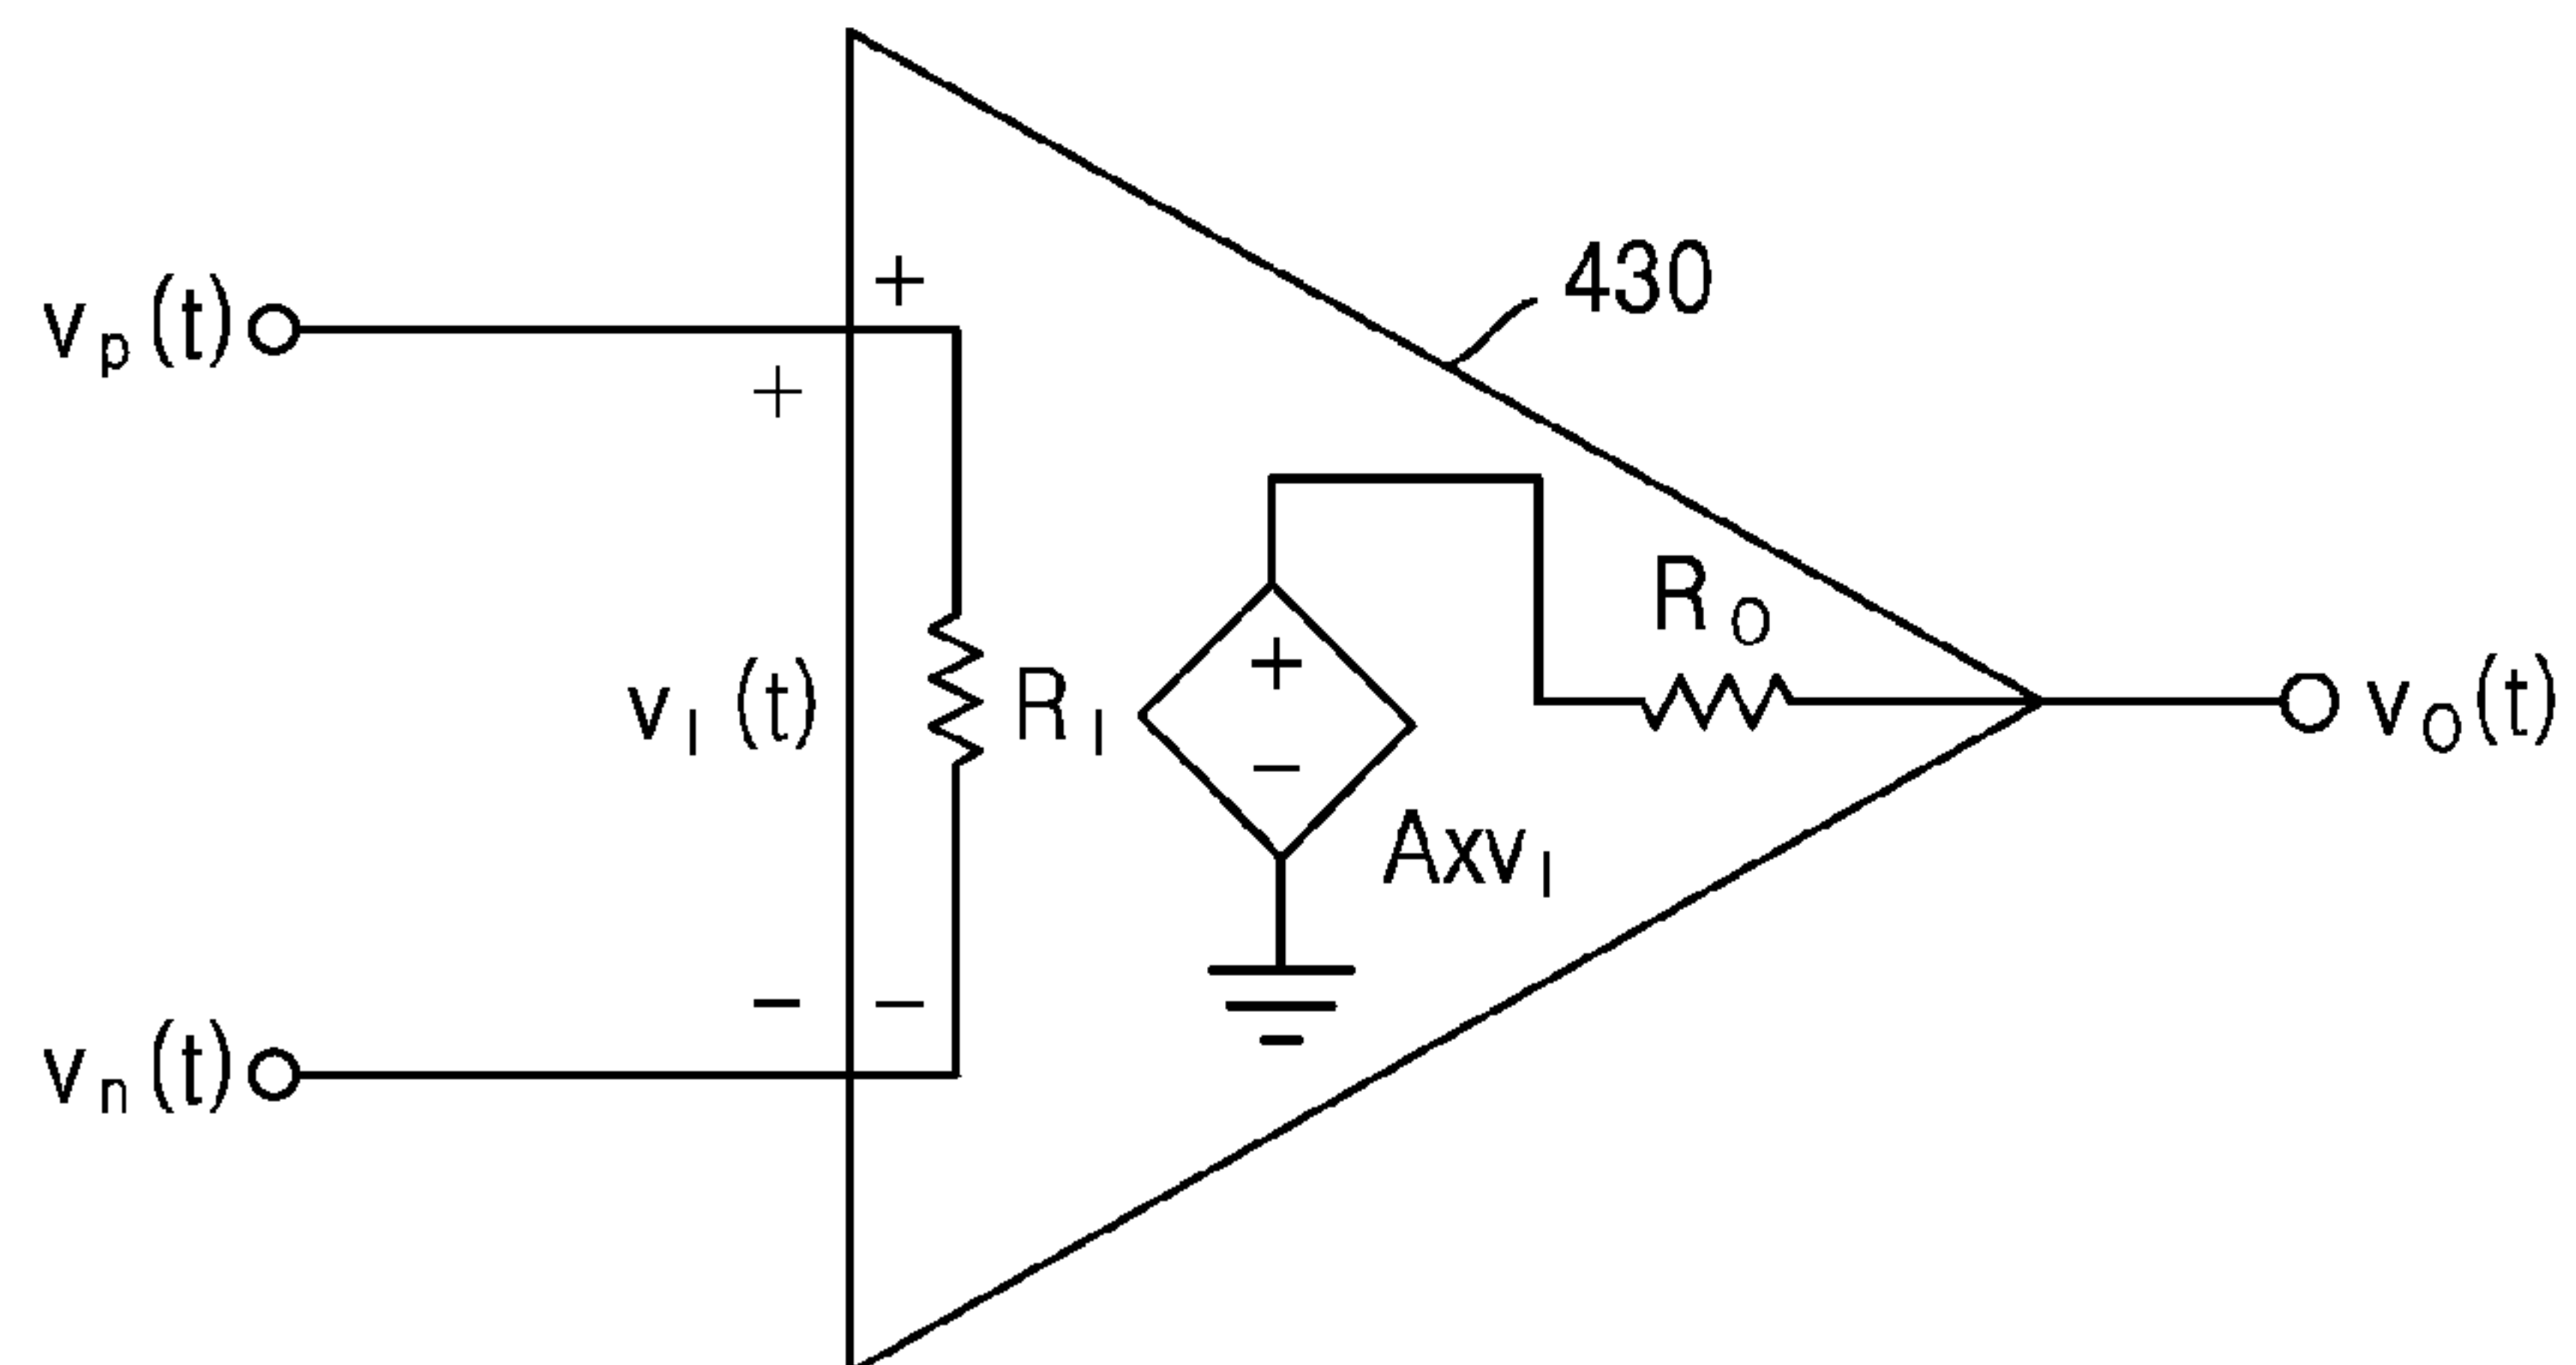 430
+
v_p(t)
+
R_O
+
v_I(t)
R_I
v_O(t)
−
Axv_I
− −
v_n(t)